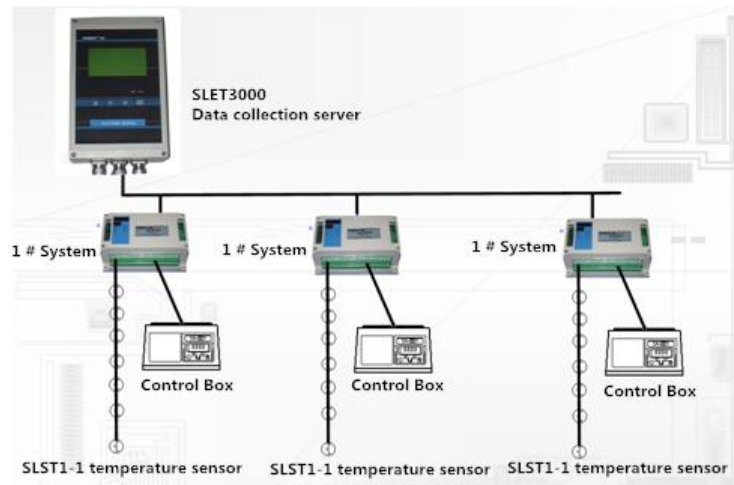 SLET3000
Data collection server
1 # System
1 # System
1 # System
Control Box
Control Box
Control Box
SLST1-1 temperature sensor
SLST1-1 temperature sensor
SLST1-1 temperature sensor